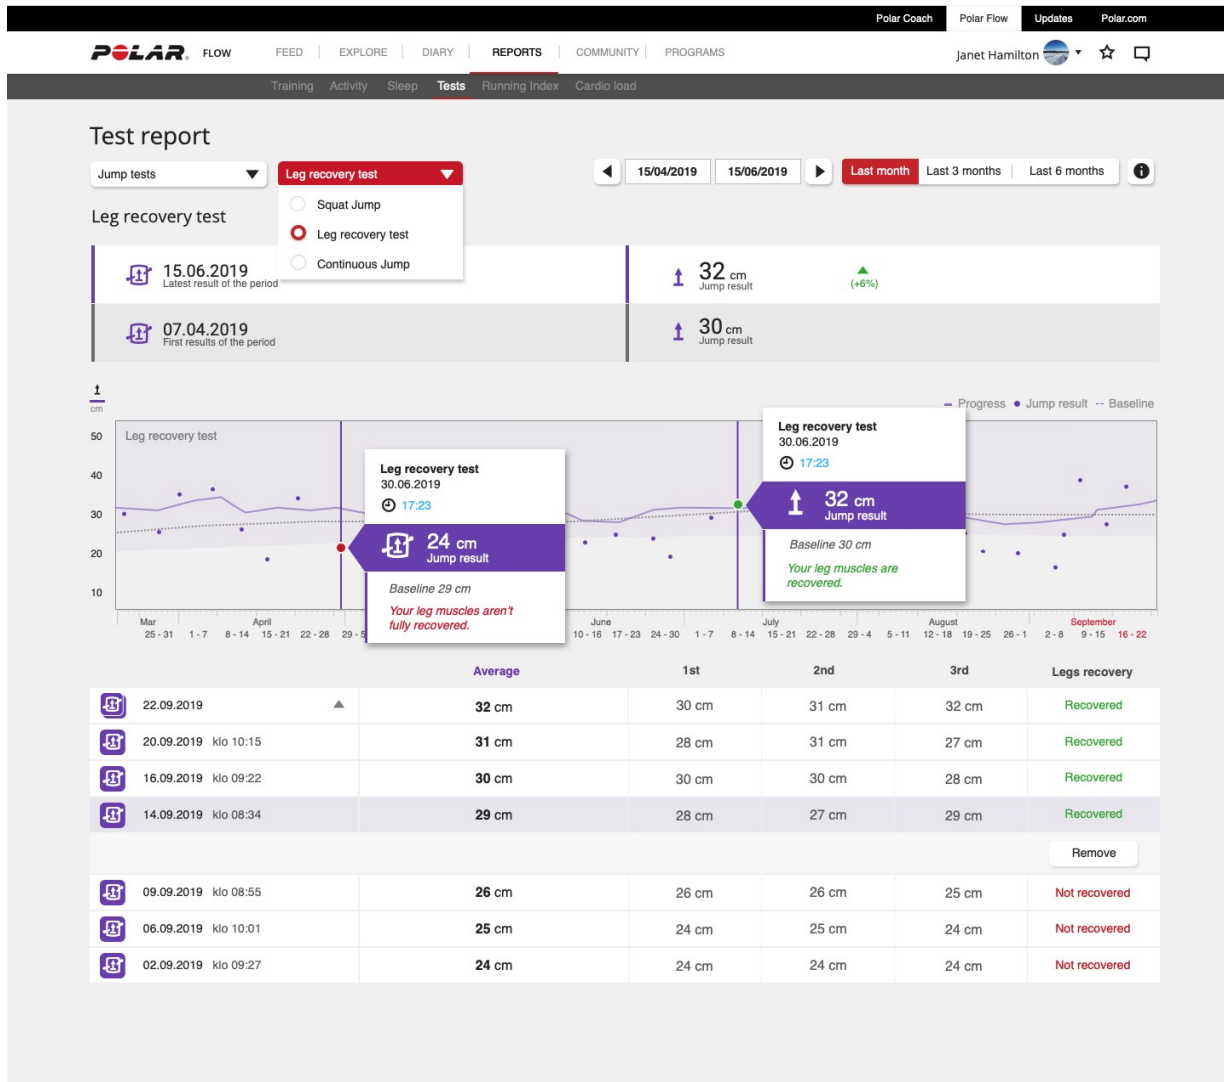 Polar Coach Polar Flow Updates Polar.com
POLAR. FLOW FEED EXPLORE DIARY REPORTS COMMUNITY PROGRAMS Janet Hamilton
Training Activity Sleep Tests Running Index Cardio load
Test report
Jump tests Leg recovery test 15/04/2019 15/06/2019 Last month Last 3 months Last 6 months
Squat Jump
Leg recovery test
Continuous Jump
Leg recovery test
15.06.2019
Latest result of the period
32 cm
Jump result
(+6%)
07.04.2019
First results of the period
30 cm
Jump result
cm
Progress Jump result Baseline
50
40
30
20
10
Leg recovery test
Leg recovery test
30.06.2019
17:23
24 cm
Jump result
Baseline 29 cm
Your leg muscles aren't
fully recovered.
Leg recovery test
30.06.2019
17:23
32 cm
Jump result
Baseline 30 cm
Your leg muscles are
recovered.
Mar April June July August September
25 - 31 1 - 7 8 - 14 15 - 21 22 - 28 29 - 5 10 - 16 17 - 23 24 - 30 1 - 7 8 - 14 15 - 21 22 - 28 29 - 4 5 - 11 12 - 18 19 - 25 26 - 1 2 - 8 9 - 15 16 - 22
Average 1st 2nd 3rd Legs recovery
22.09.2019 32 cm 30 cm 31 cm 32 cm Recovered
20.09.2019 klo 10:15 31 cm 28 cm 31 cm 27 cm Recovered
16.09.2019 klo 09:22 30 cm 30 cm 30 cm 28 cm Recovered
14.09.2019 klo 08:34 29 cm 28 cm 27 cm 29 cm Recovered
Remove
09.09.2019 klo 08:55 26 cm 26 cm 26 cm 25 cm Not recovered
06.09.2019 klo 10:01 25 cm 24 cm 25 cm 24 cm Not recovered
02.09.2019 klo 09:27 24 cm 24 cm 24 cm 24 cm Not recovered